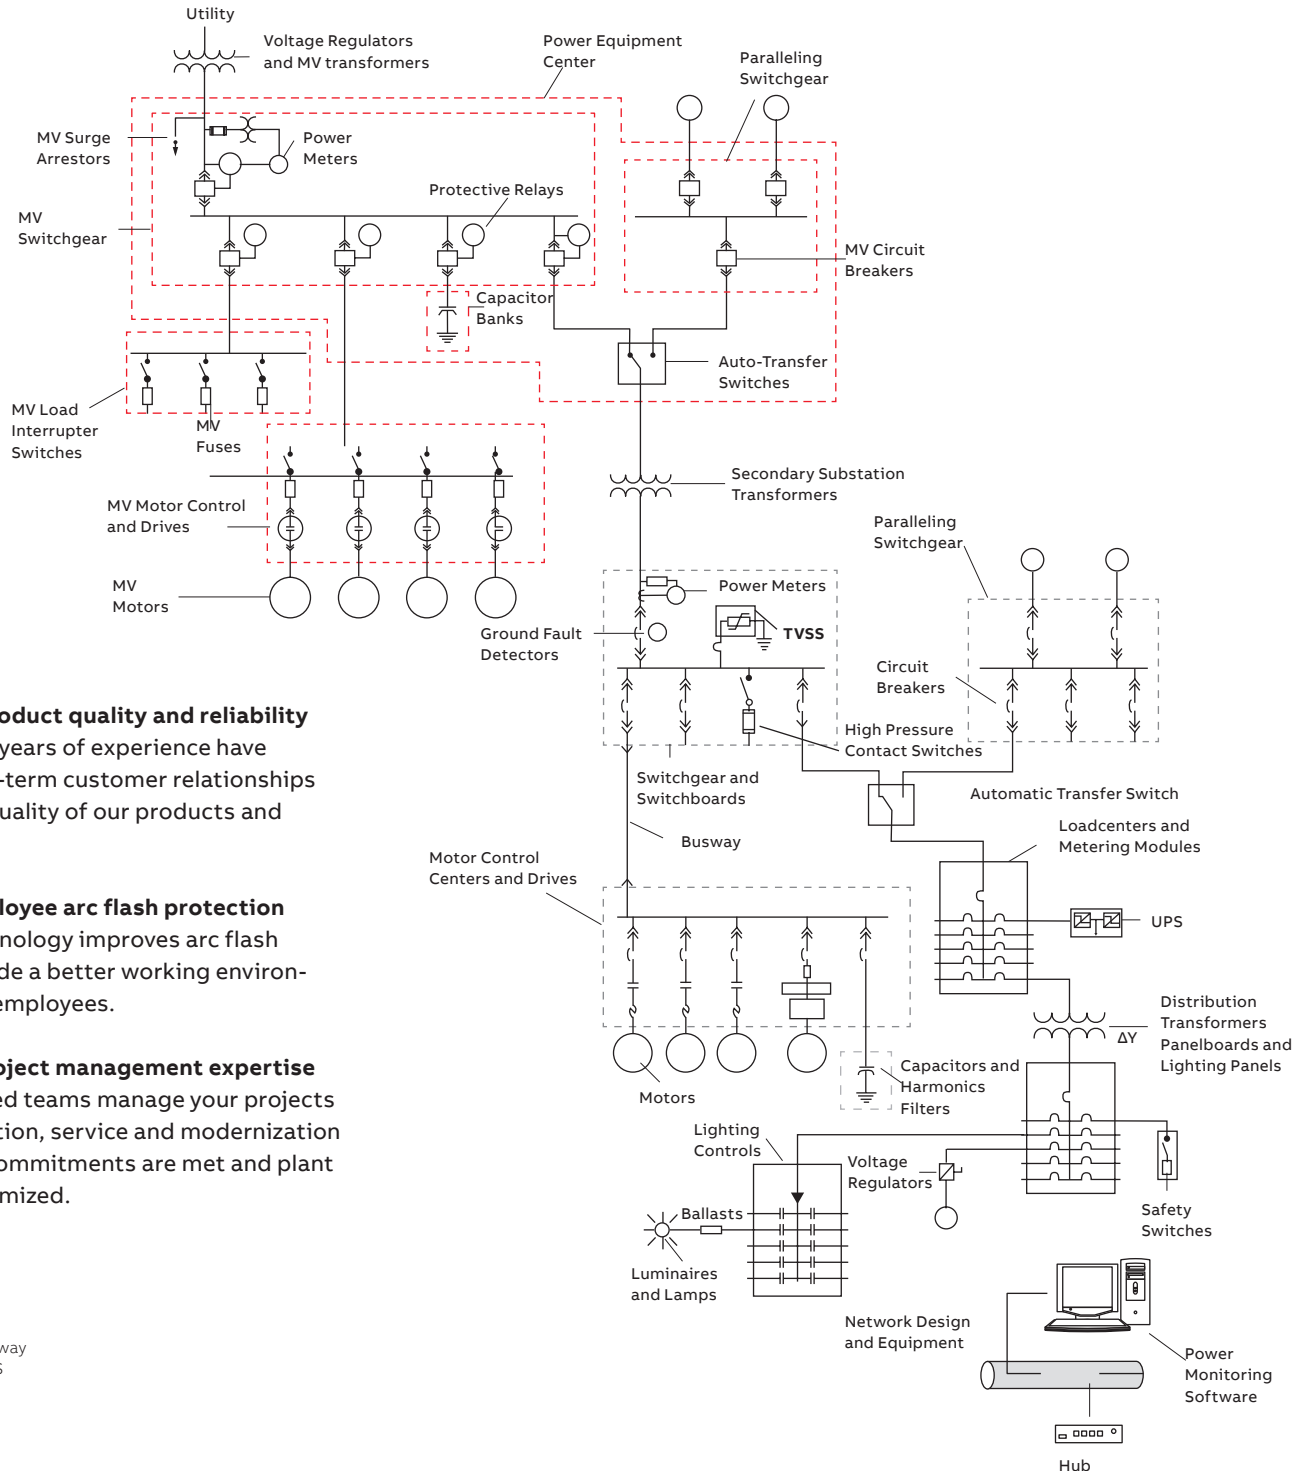 Utility
Voltage Regulators
and MV transformers
Power Equipment
Center
Paralleling
Switchgear
MV Surge
Arrestors
Power
Meters
Protective Relays
MV
Switchgear
MV Circuit
Breakers
Capacitor
Banks
Auto-Transfer
Switches
MV Load
Interrupter
Switches
MV
Fuses
Secondary Substation
Transformers
MV Motor Control
and Drives
Paralleling
Switchgear
MV
Motors
Power Meters
Ground Fault
Detectors
TVSS
Circuit
Breakers
oduct quality and reliability
years of experience have
-term customer relationships
uality of our products and
High Pressure
Contact Switches
Switchgear and
Switchboards
Automatic Transfer Switch
Busway
Loadcenters and
Metering Modules
Motor Control
Centers and Drives
loyee arc flash protection
nology improves arc flash
de a better working environ-
employees.
UPS
Distribution
Transformers
Panelboards and
Lighting Panels
ΔY
oject management expertise
ed teams manage your projects
tion, service and modernization
commitments are met and plant
mized.
Motors
Capacitors and
Harmonics
Filters
Lighting
Controls
Voltage
Regulators
Ballasts
Safety
Switches
Luminaires
and Lamps
Network Design
and Equipment
Power
Monitoring
Software
way
S
Hub